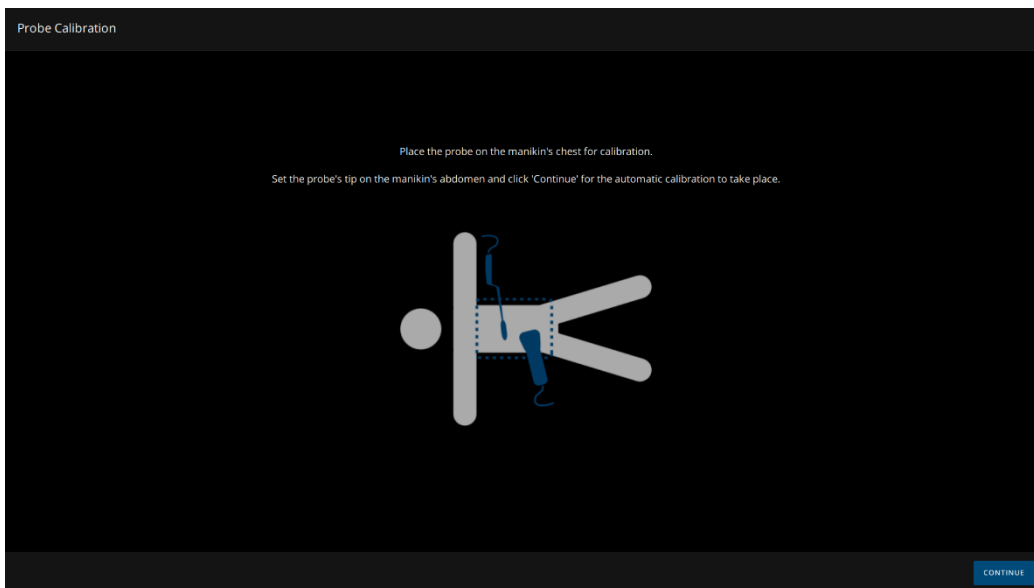 Probe Calibration
Place the probe on the manikin's chest for calibration.
Set the probe's tip on the manikin's abdomen and click 'Continue' for the automatic calibration to take place.
CONTINUE